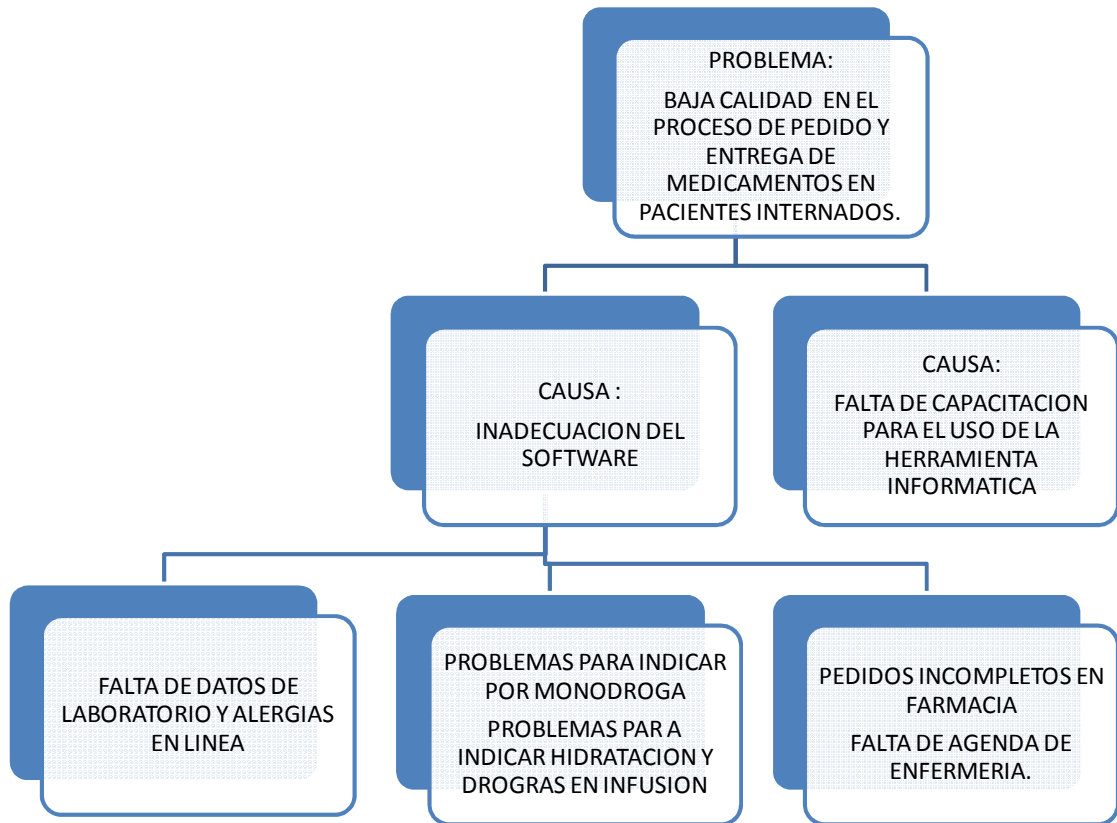 PROBLEMA:
BAJA CALIDAD EN EL
PROCESO DE PEDIDO Y
ENTREGA DE
MEDICAMENTOS EN
PACIENTES INTERNADOS.
CAUSA :
INADECUACION DEL
SOFTWARE
CAUSA:
FALTA DE CAPACITACION
PARA EL USO DE LA
HERRAMIENTA
INFORMATICA
FALTA DE DATOS DE
LABORATORIO Y ALERGIAS
EN LINEA
PROBLEMAS PARA INDICAR
POR MONODROGA
PROBLEMAS PAR A
INDICAR HIDRATACION Y
DROGRAS EN INFUSION
PEDIDOS INCOMPLETOS EN
FARMACIA
FALTA DE AGENDA DE
ENFERMERIA.